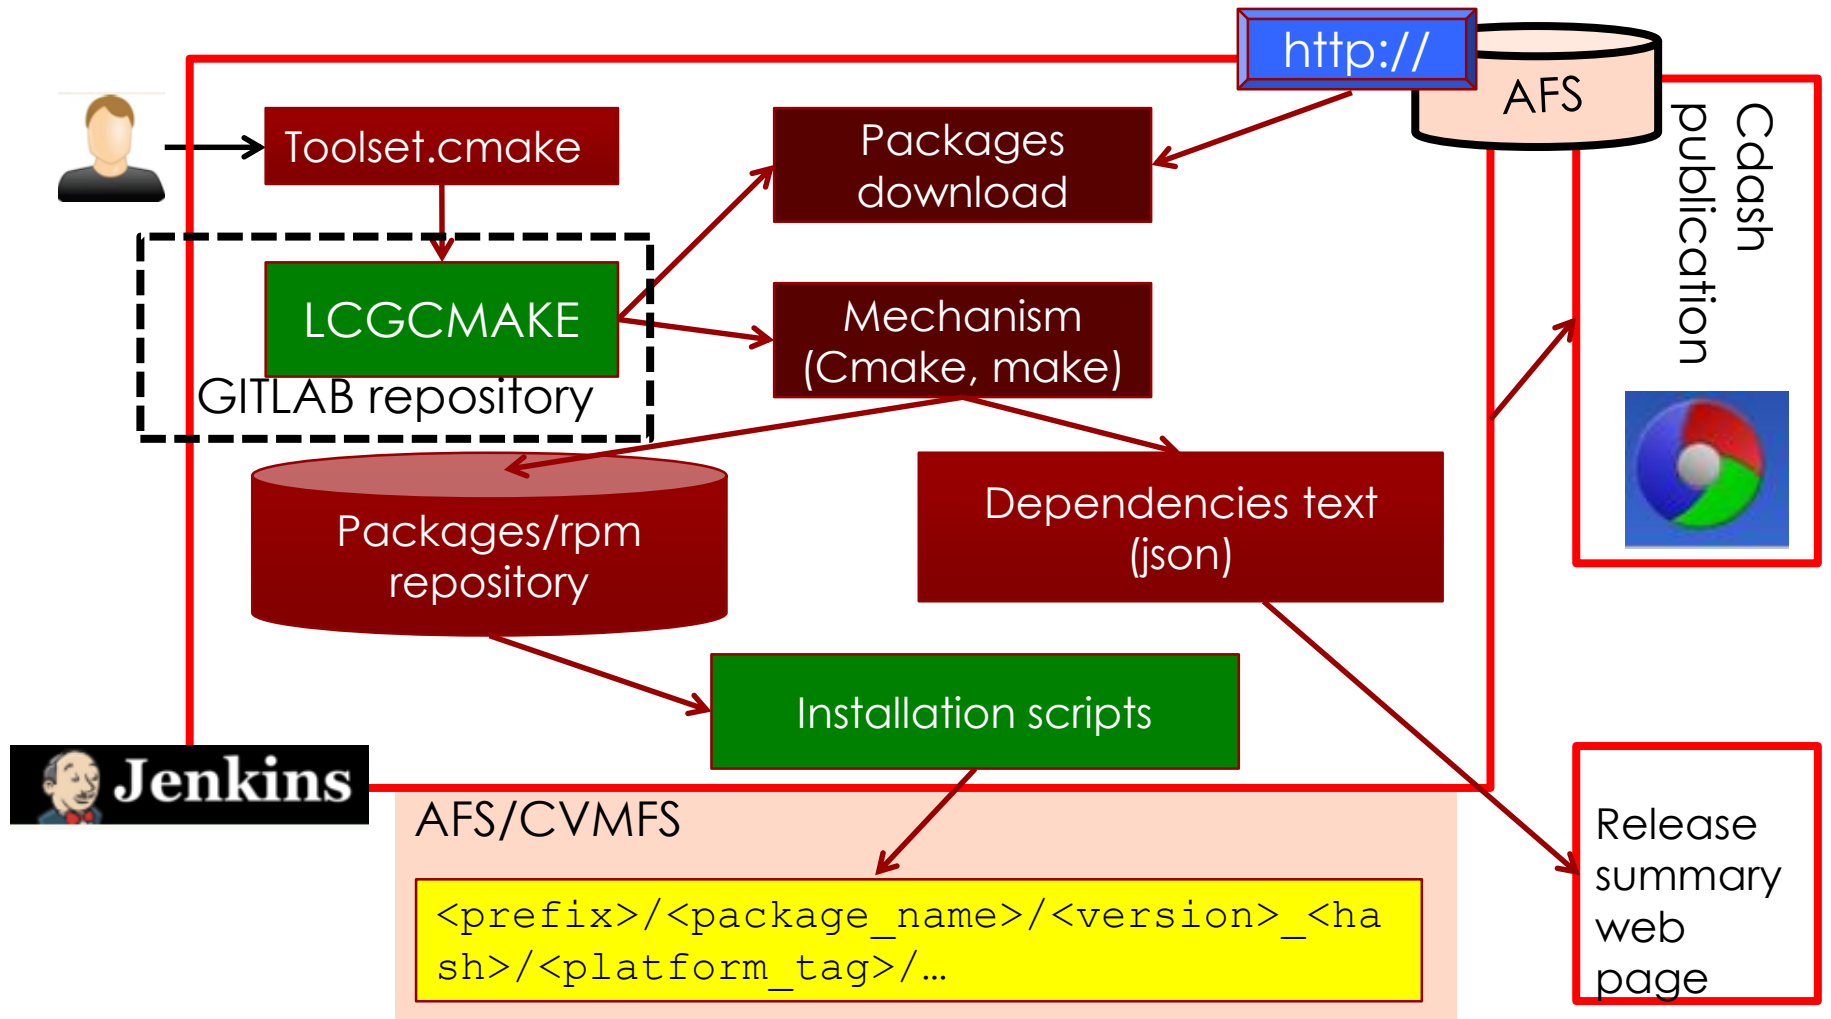 http://
AFS
Toolset.cmake
Packages
download
Cdash
publication
LCGCMAKE
GITLAB repository
Mechanism
(Cmake, make)
Packages/rpm
repository
Dependencies text
(json)
Installation scripts
Jenkins
AFS/CVMFS
<prefix>/<package_name>/<version>_<ha
sh>/<platform_tag>/…
Release
summary
web
page